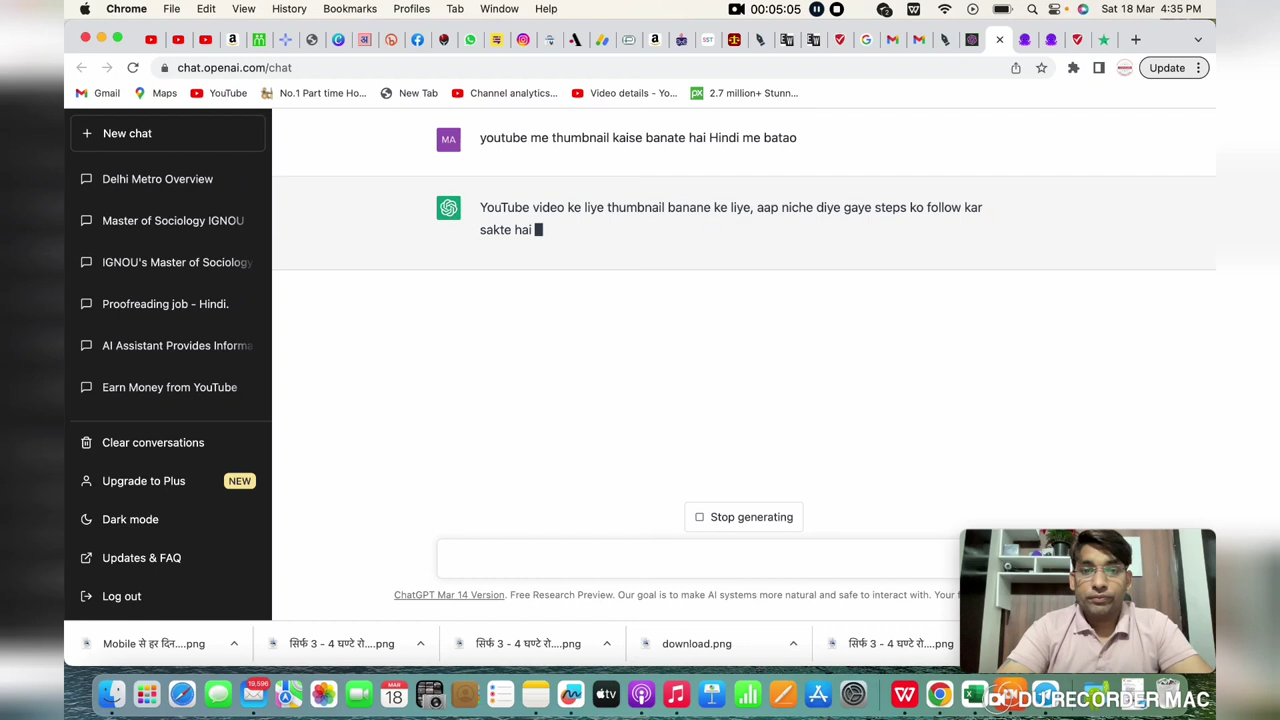 Chrome File Edit View History Bookmarks Profiles Tab Window Help 00:05:05 Sat 18 Mar 4:35 PM
chat.openai.com/chat Update
Gmail Maps YouTube No.1 Part time Ho... New Tab Channel analytics... Video details - Yo... 2.7 million+ Stunn...
New chat
Delhi Metro Overview
Master of Sociology IGNOU
IGNOU's Master of Sociology
Proofreading job - Hindi.
AI Assistant Provides Informa
Earn Money from YouTube
Clear conversations
Upgrade to Plus NEW
Dark mode
Updates & FAQ
Log out
MA youtube me thumbnail kaise banate hai Hindi me batao
YouTube video ke liye thumbnail banane ke liye, aap niche diye gaye steps ko follow kar
sakte hai
Stop generating
ChatGPT Mar 14 Version. Free Research Preview. Our goal is to make AI systems more natural and safe to interact with. Your
Mobile से हर दिन....png सिर्फ 3 - 4 घण्टे रो....png सिर्फ 3 - 4 घण्टे रो....png download.png सिर्फ 3 - 4 घण्टे रो....png
19,596 MAR 18 tv
DU RECORDER MAC